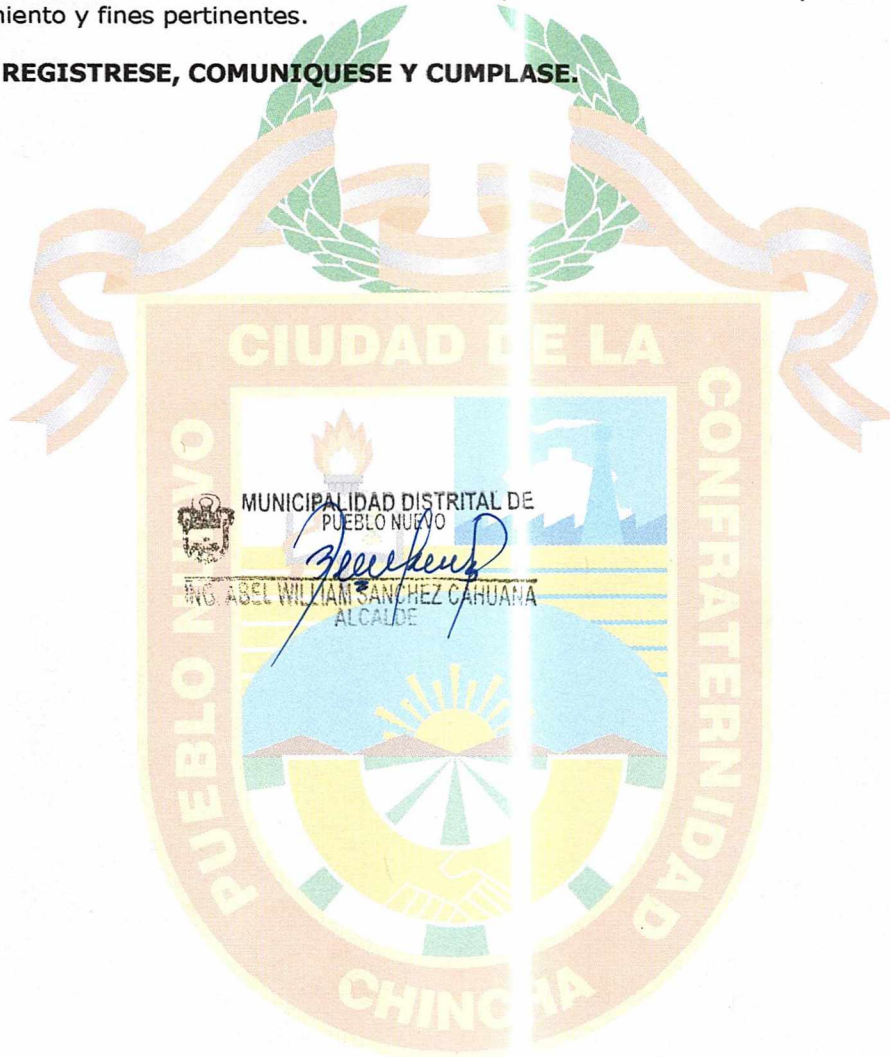 miento y fines pertinentes.
REGISTRESE, COMUNIQUESE Y CUMPLASE.
CIUDAD DE LA
CONFRATERNIDAD
PUEBLO NUEVO
CHINCHA
MUNICIPALIDAD DISTRITAL DE
PUEBLO NUEVO
ING. ABEL WILLIAM SANCHEZ CAHUANA
ALCALDE